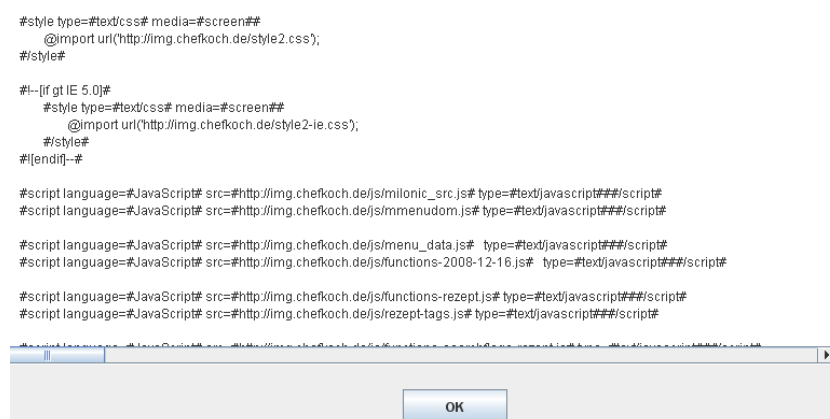 #style type=#text/css# media=#screen##
@import url('http://img.chefkoch.de/style2.css');
#/style#
#!--[if gt IE 5.0]#
#style type=#text/css# media=#screen##
@import url('http://img.chefkoch.de/style2-ie.css');
#/style#
#![endif]--#
#script language=#JavaScript# src=#http://img.chefkoch.de/js/milonic_src.js# type=#text/javascript###/script#
#script language=#JavaScript# src=#http://img.chefkoch.de/js/mmenudom.js# type=#text/javascript###/script#
#script language=#JavaScript# src=#http://img.chefkoch.de/js/menu_data.js# type=#text/javascript###/script#
#script language=#JavaScript# src=#http://img.chefkoch.de/js/functions-2008-12-16.js# type=#text/javascript###/script#
#script language=#JavaScript# src=#http://img.chefkoch.de/js/functions-rezept.js# type=#text/javascript###/script#
#script language=#JavaScript# src=#http://img.chefkoch.de/js/rezept-tags.js# type=#text/javascript###/script#
OK